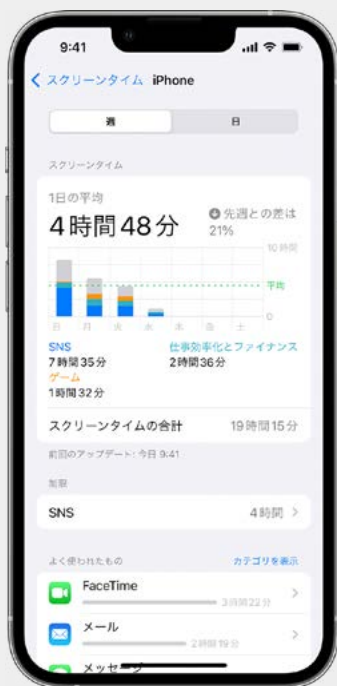 9:41
スクリーンタイム iPhone
週 日
スクリーンタイム
1日の平均
4時間48分
先週との差は
21%
10時間
平均
0
日 月 火 水 木 金 土
SNS
7時間35分
仕事効率化とファイナンス
2時間36分
ゲーム
1時間32分
スクリーンタイムの合計 19時間15分
前回のアップデート: 今日 9:41
制限
SNS 4時間
よく使われたもの カテゴリを表示
FaceTime
3時間22分
メール
2時間19分
メッセージ